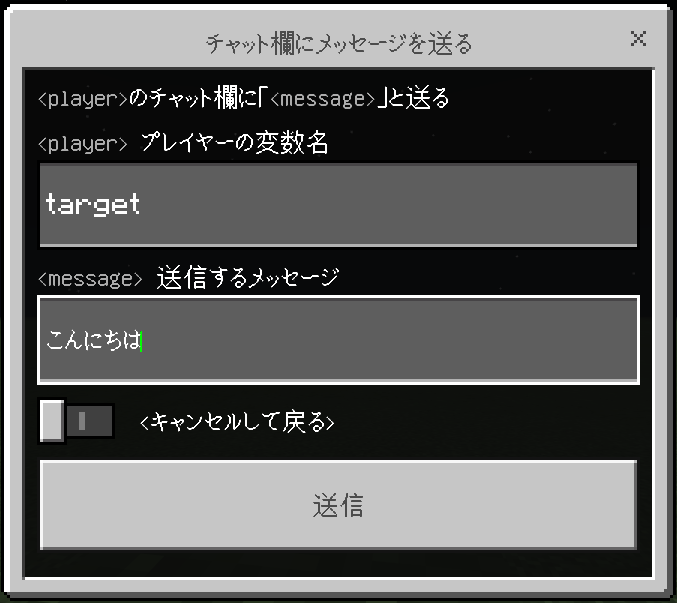 チャット欄にメッセージを送る
<player>のチャット欄に「<message>」と送る
<player> プレイヤーの変数名
target
<message> 送信するメッセージ
こんにちは
<キャンセルして戻る>
送信